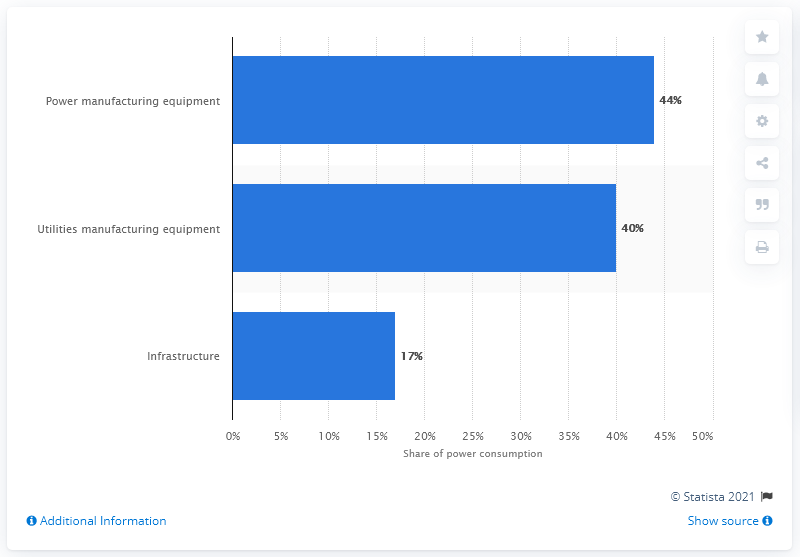 Power manufacturing equipment
44%
Utilities manufacturing equipment
40%
Infrastructure
17%
0% 5% 10% 15% 20% 25% 30% 35% 40% 45% 50%
Share of power consumption
© Statista 2021
Additional Information
Show source